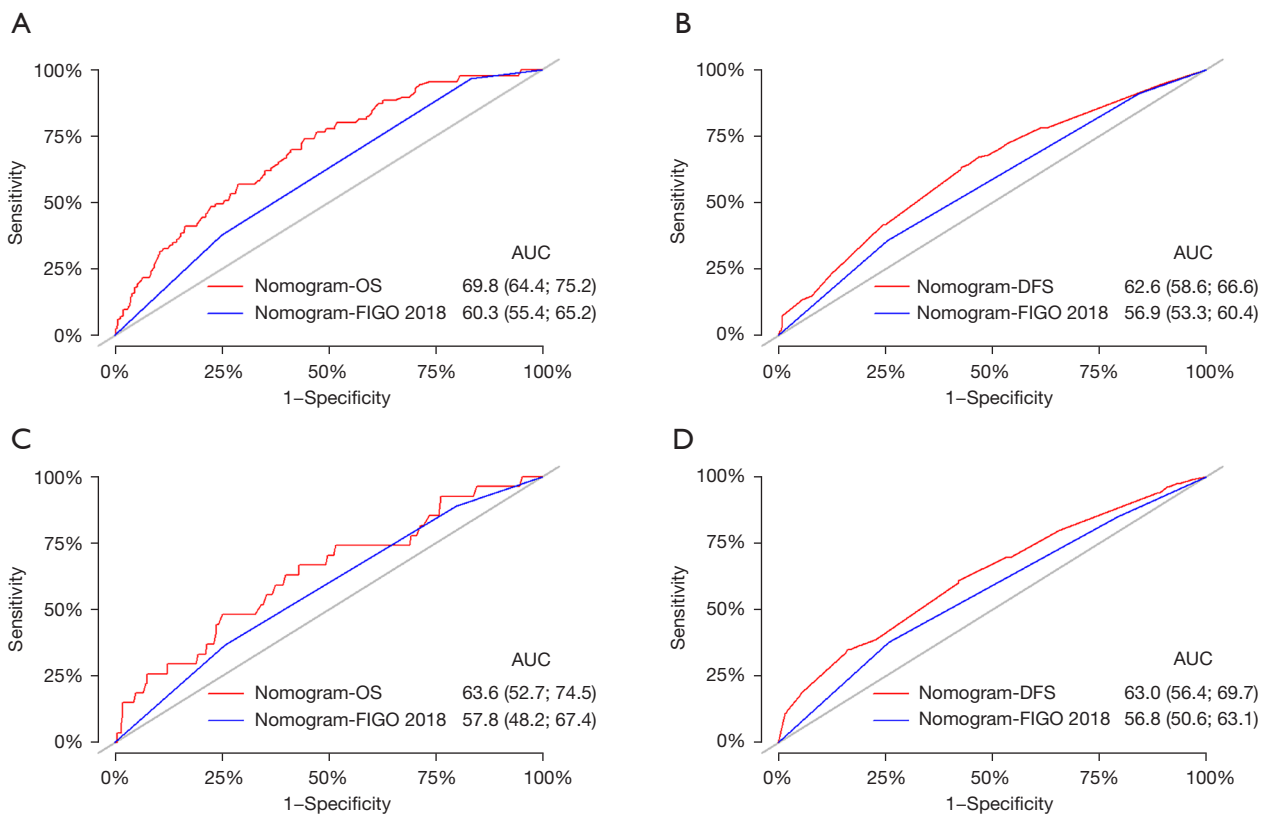 A
100%
75%
50%
25%
0%
Sensitivity
AUC
Nomogram-OS 69.8 (64.4; 75.2)
Nomogram-FIGO 2018 60.3 (55.4; 65.2)
0% 25% 50% 75% 100%
1–Specificity
B
100%
75%
50%
25%
0%
Sensitivity
AUC
Nomogram-DFS 62.6 (58.6; 66.6)
Nomogram-FIGO 2018 56.9 (53.3; 60.4)
0% 25% 50% 75% 100%
1–Specificity
C
100%
75%
50%
25%
0%
Sensitivity
AUC
Nomogram-OS 63.6 (52.7; 74.5)
Nomogram-FIGO 2018 57.8 (48.2; 67.4)
0% 25% 50% 75% 100%
1–Specificity
D
100%
75%
50%
25%
0%
Sensitivity
AUC
Nomogram-DFS 63.0 (56.4; 69.7)
Nomogram-FIGO 2018 56.8 (50.6; 63.1)
0% 25% 50% 75% 100%
1–Specificity